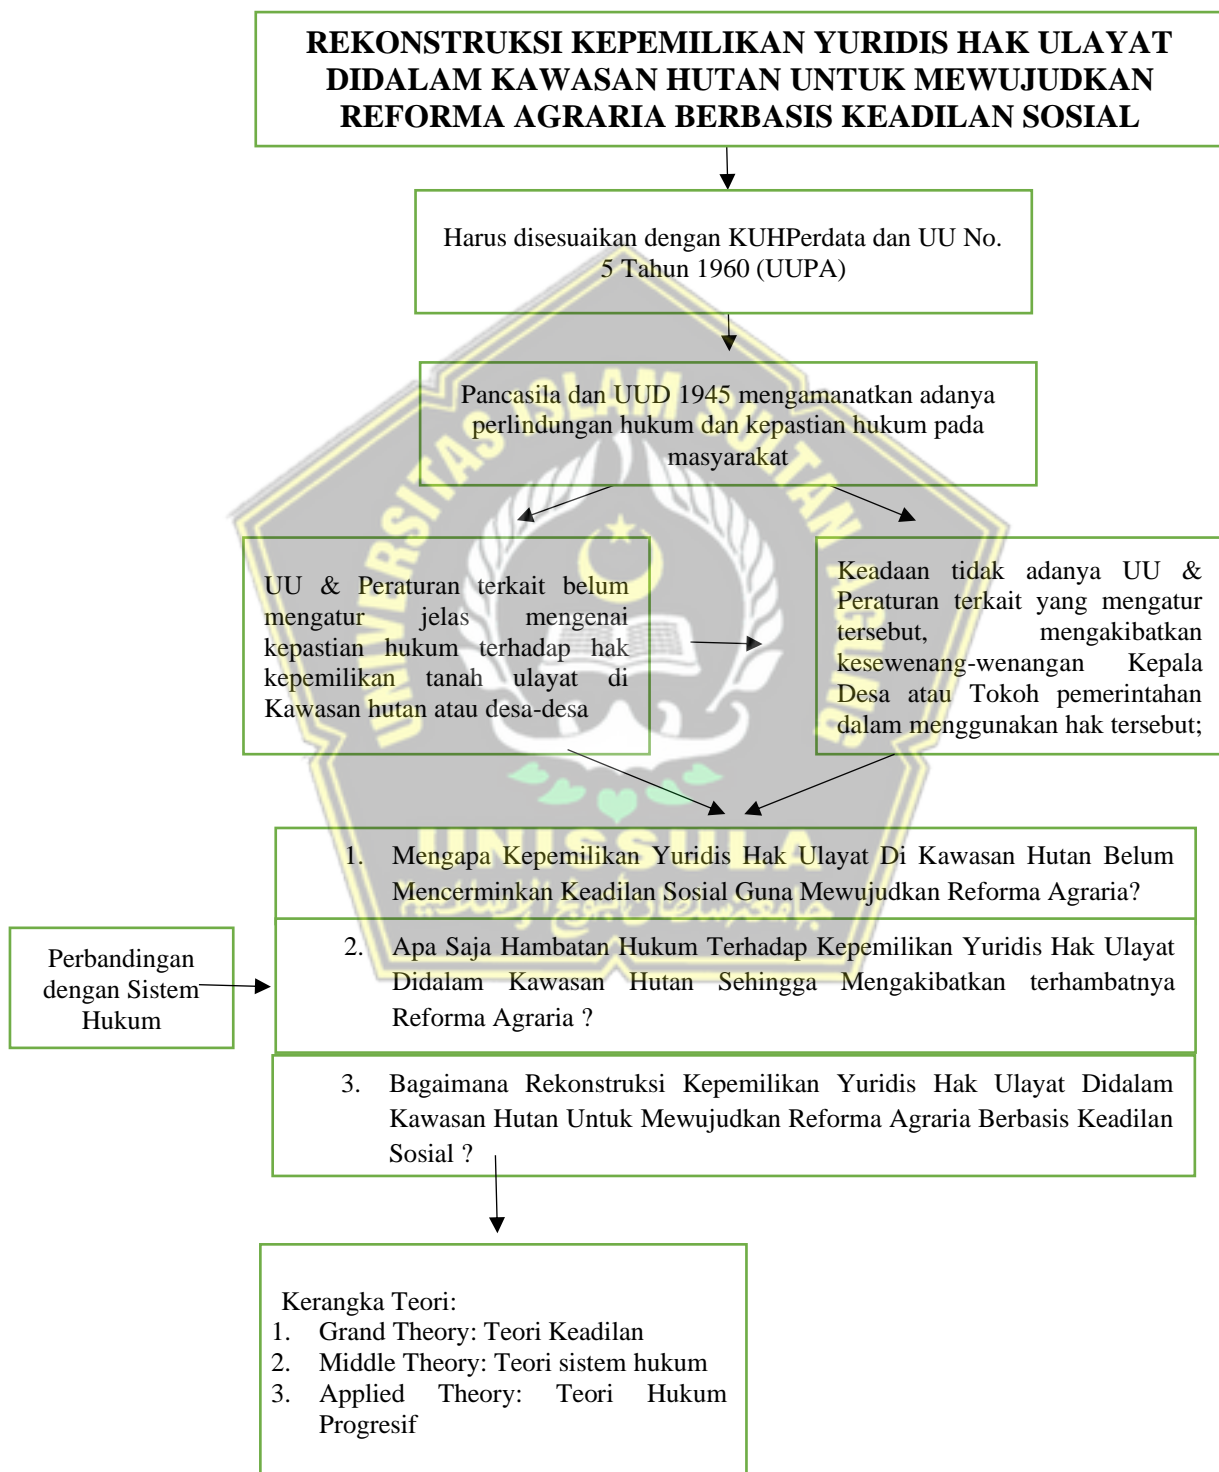 REKONSTRUKSI KEPEMILIKAN YURIDIS HAK ULAYAT
DIDALAM KAWASAN HUTAN UNTUK MEWUJUDKAN
REFORMA AGRARIA BERBASIS KEADILAN SOSIAL
Harus disesuaikan dengan KUHPerdata dan UU No.
5 Tahun 1960 (UUPA)
Pancasila dan UUD 1945 mengamanatkan adanya
perlindungan hukum dan kepastian hukum pada
masyarakat
UNIVERSITAS ISLAM SULTAN AGUNG
UU & Peraturan terkait belum
mengatur jelas mengenai
kepastian hukum terhadap hak
kepemilikan tanah ulayat di
Kawasan hutan atau desa-desa
Keadaan tidak adanya UU &
Peraturan terkait yang mengatur
tersebut, mengakibatkan
kesewenang-wenangan Kepala
Desa atau Tokoh pemerintahan
dalam menggunakan hak tersebut;
UNISSULA
1. Mengapa Kepemilikan Yuridis Hak Ulayat Di Kawasan Hutan Belum
Mencerminkan Keadilan Sosial Guna Mewujudkan Reforma Agraria?
Perbandingan
dengan Sistem
Hukum
2. Apa Saja Hambatan Hukum Terhadap Kepemilikan Yuridis Hak Ulayat
Didalam Kawasan Hutan Sehingga Mengakibatkan terhambatnya
Reforma Agraria ?
3. Bagaimana Rekonstruksi Kepemilikan Yuridis Hak Ulayat Didalam
Kawasan Hutan Untuk Mewujudkan Reforma Agraria Berbasis Keadilan
Sosial ?
Kerangka Teori:
1. Grand Theory: Teori Keadilan
2. Middle Theory: Teori sistem hukum
3. Applied Theory: Teori Hukum
Progresif